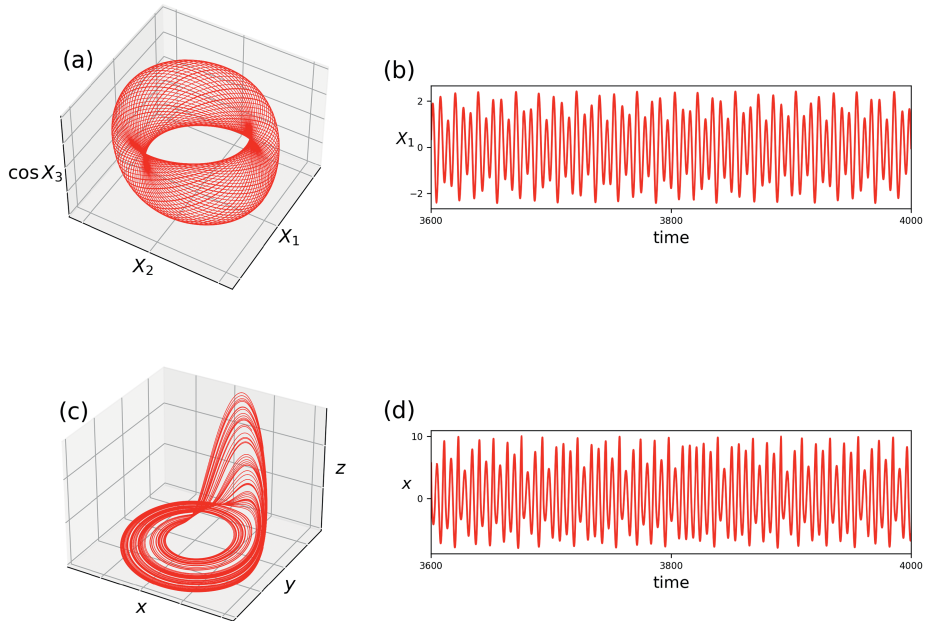 (a)
cos X₃
X₂
X₁
(b)
X₁
2
0
−2
3600
3800
4000
time
(c)
x
y
z
(d)
x
10
0
3600
3800
4000
time